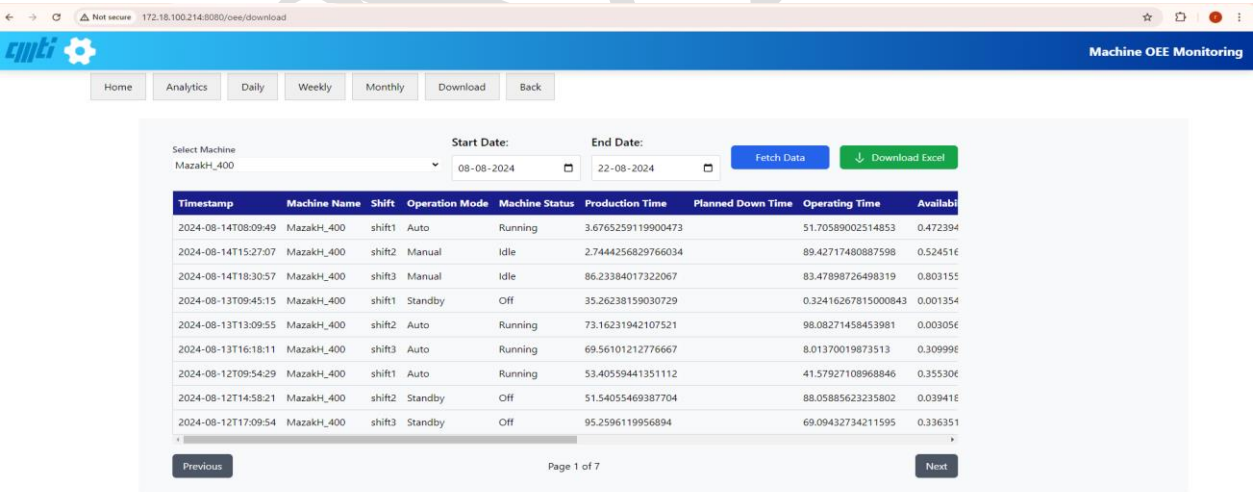 Not secure 172.18.100.214:8080/oee/download
cmti Machine OEE Monitoring
Home Analytics Daily Weekly Monthly Download Back
Start Date: End Date:
Select Machine
MazakH_400 08-08-2024 22-08-2024 Fetch Data Download Excel
Timestamp Machine Name Shift Operation Mode Machine Status Production Time Planned Down Time Operating Time Availabi
2024-08-14T08:09:49 MazakH_400 shift1 Auto Running 3.6765259119900473 51.70589002514853 0.472394
2024-08-14T15:27:07 MazakH_400 shift2 Manual Idle 2.7444256829766034 89.42717480887598 0.524516
2024-08-14T18:30:57 MazakH_400 shift3 Manual Idle 86.23384017322067 83.47898726498319 0.803155
2024-08-13T09:45:15 MazakH_400 shift1 Standby Off 35.26238159030729 0.32416267815000843 0.001354
2024-08-13T13:09:55 MazakH_400 shift2 Auto Running 73.16231942107521 98.08271458453981 0.003056
2024-08-13T16:18:11 MazakH_400 shift3 Auto Running 69.56101212776667 8.01370019873513 0.309998
2024-08-12T09:54:29 MazakH_400 shift1 Auto Running 53.40559441351112 41.57927108968846 0.355306
2024-08-12T14:58:21 MazakH_400 shift2 Standby Off 51.54055469387704 88.05885623235802 0.039418
2024-08-12T17:09:54 MazakH_400 shift3 Standby Off 95.2596119956894 69.09432734211595 0.336351
Previous Page 1 of 7 Next